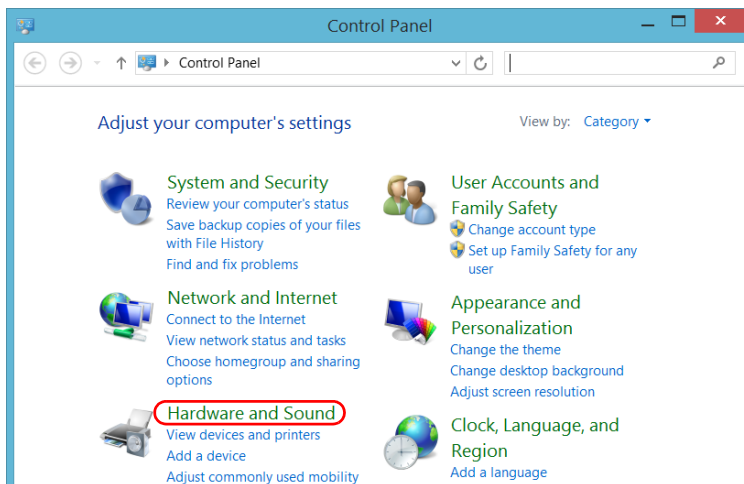 Control Panel
Control Panel
Adjust your computer's settings
View by: Category
System and Security
Review your computer's status
Save backup copies of your files
with File History
Find and fix problems
Network and Internet
Connect to the Internet
View network status and tasks
Choose homegroup and sharing
options
Hardware and Sound
View devices and printers
Add a device
Adjust commonly used mobility
User Accounts and
Family Safety
Change account type
Set up Family Safety for any
user
Appearance and
Personalization
Change the theme
Change desktop background
Adjust screen resolution
Clock, Language, and
Region
Add a language